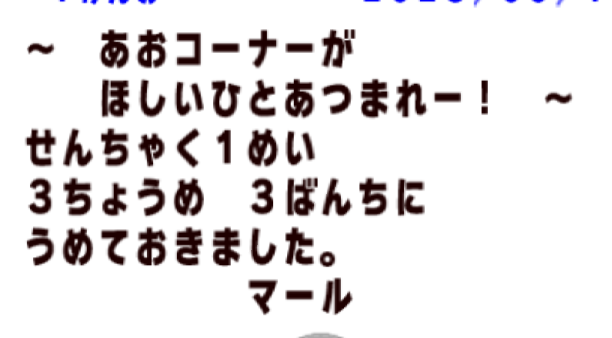 ～　あおコーナーが
ほしいひとあつまれー！　～
せんちゃく１めい
３ちょうめ　３ばんちに
うめておきました。
マール